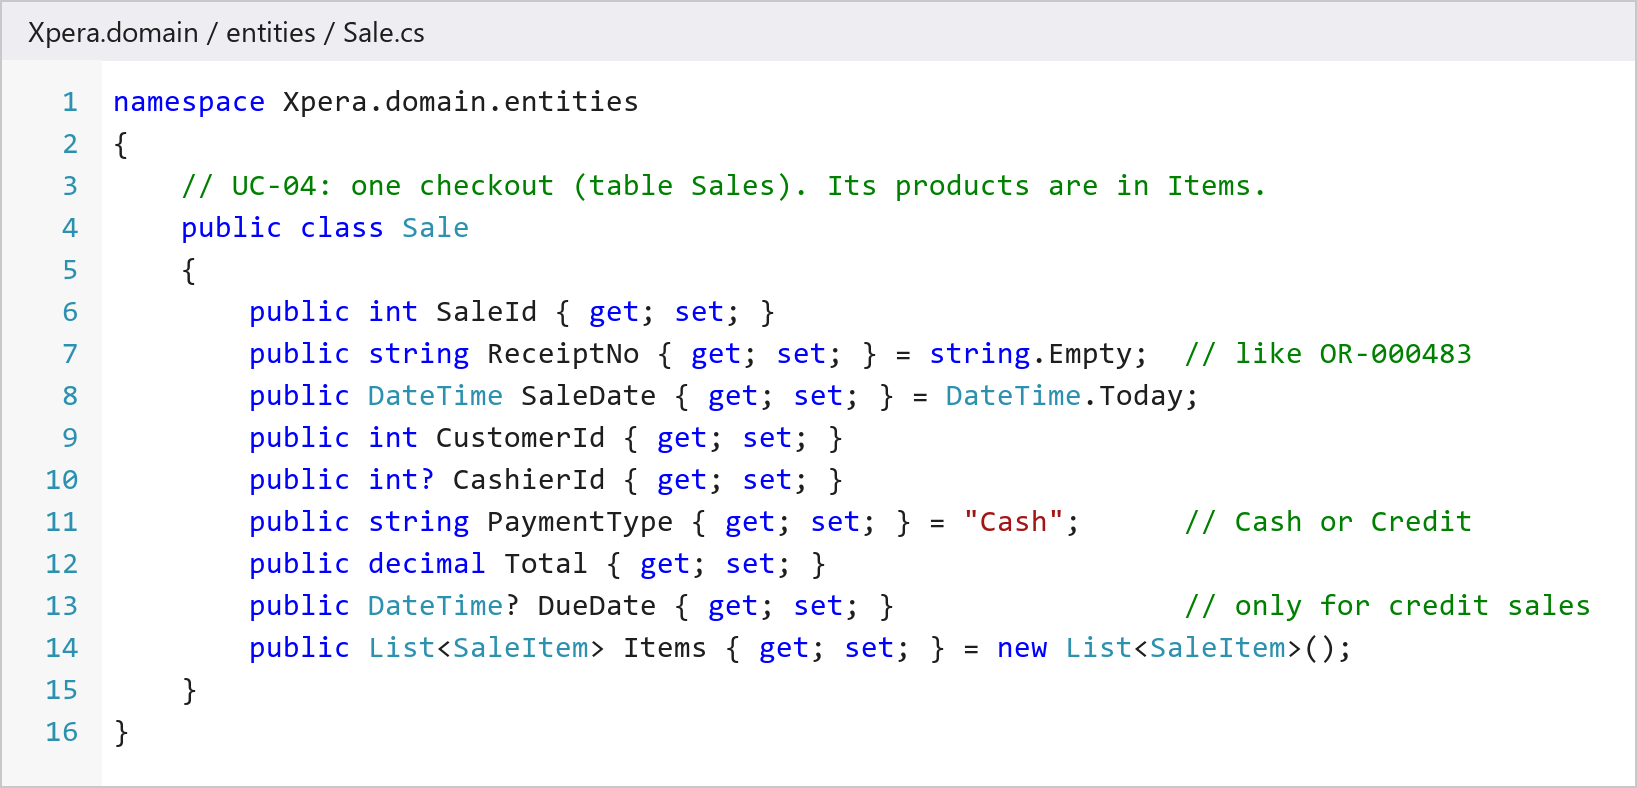 Xpera.domain / entities / Sale.cs
1 namespace Xpera.domain.entities
2 {
3     // UC-04: one checkout (table Sales). Its products are in Items.
4     public class Sale
5     {
6         public int SaleId { get; set; }
7         public string ReceiptNo { get; set; } = string.Empty;  // like OR-000483
8         public DateTime SaleDate { get; set; } = DateTime.Today;
9         public int CustomerId { get; set; }
10         public int? CashierId { get; set; }
11         public string PaymentType { get; set; } = "Cash";      // Cash or Credit
12         public decimal Total { get; set; }
13         public DateTime? DueDate { get; set; }                 // only for credit sales
14         public List<SaleItem> Items { get; set; } = new List<SaleItem>();
15     }
16 }